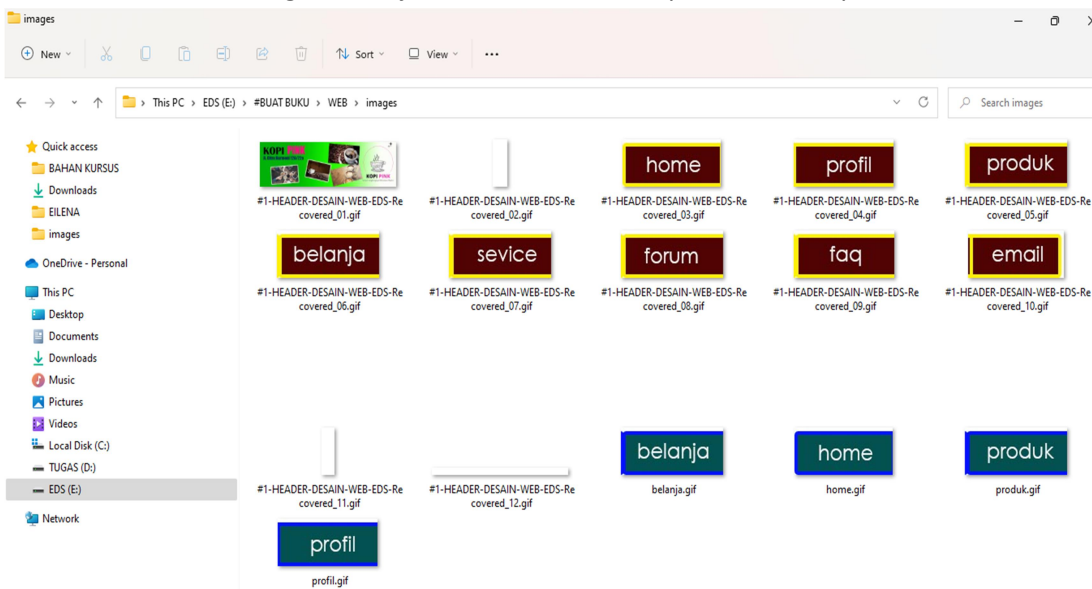 images
New
Sort
View
This PC > EDS (E:) > #BUAT BUKU > WEB > images
Search images
Quick access
BAHAN KURSUS
Downloads
EILENA
images
OneDrive - Personal
This PC
Desktop
Documents
Downloads
Music
Pictures
Videos
Local Disk (C:)
TUGAS (D:)
EDS (E:)
Network
KOPI PINK
KOPI PINK
home
profil
produk
#1-HEADER-DESAIN-WEB-EDS-Re
covered_01.gif
#1-HEADER-DESAIN-WEB-EDS-Re
covered_02.gif
#1-HEADER-DESAIN-WEB-EDS-Re
covered_03.gif
#1-HEADER-DESAIN-WEB-EDS-Re
covered_04.gif
#1-HEADER-DESAIN-WEB-EDS-Re
covered_05.gif
belanja
sevice
forum
faq
email
#1-HEADER-DESAIN-WEB-EDS-Re
covered_06.gif
#1-HEADER-DESAIN-WEB-EDS-Re
covered_07.gif
#1-HEADER-DESAIN-WEB-EDS-Re
covered_08.gif
#1-HEADER-DESAIN-WEB-EDS-Re
covered_09.gif
#1-HEADER-DESAIN-WEB-EDS-Re
covered_10.gif
belanja
home
produk
#1-HEADER-DESAIN-WEB-EDS-Re
covered_11.gif
#1-HEADER-DESAIN-WEB-EDS-Re
covered_12.gif
belanja.gif
home.gif
produk.gif
profil
profil.gif